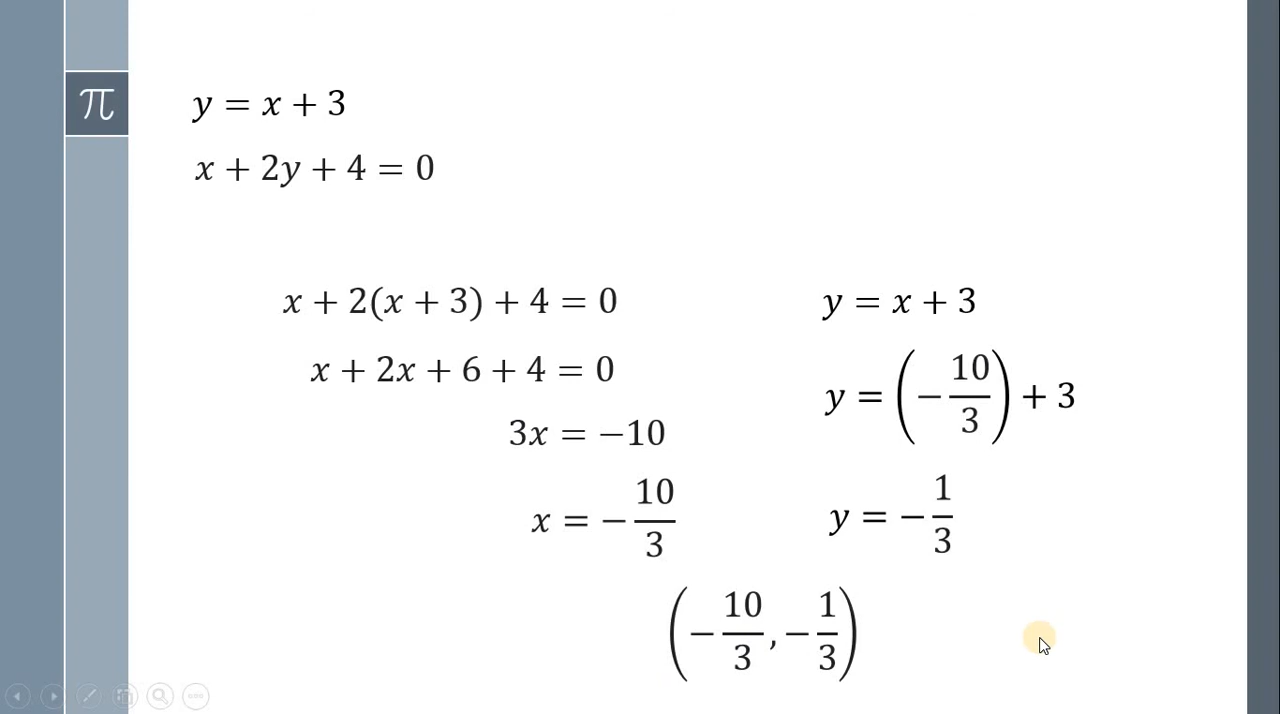 π
y = x + 3
x + 2y + 4 = 0
x + 2(x + 3) + 4 = 0
x + 2x + 6 + 4 = 0
3x = −10
x = −10/3
y = x + 3
y = (−10/3) + 3
y = −1/3
(−10/3, −1/3)